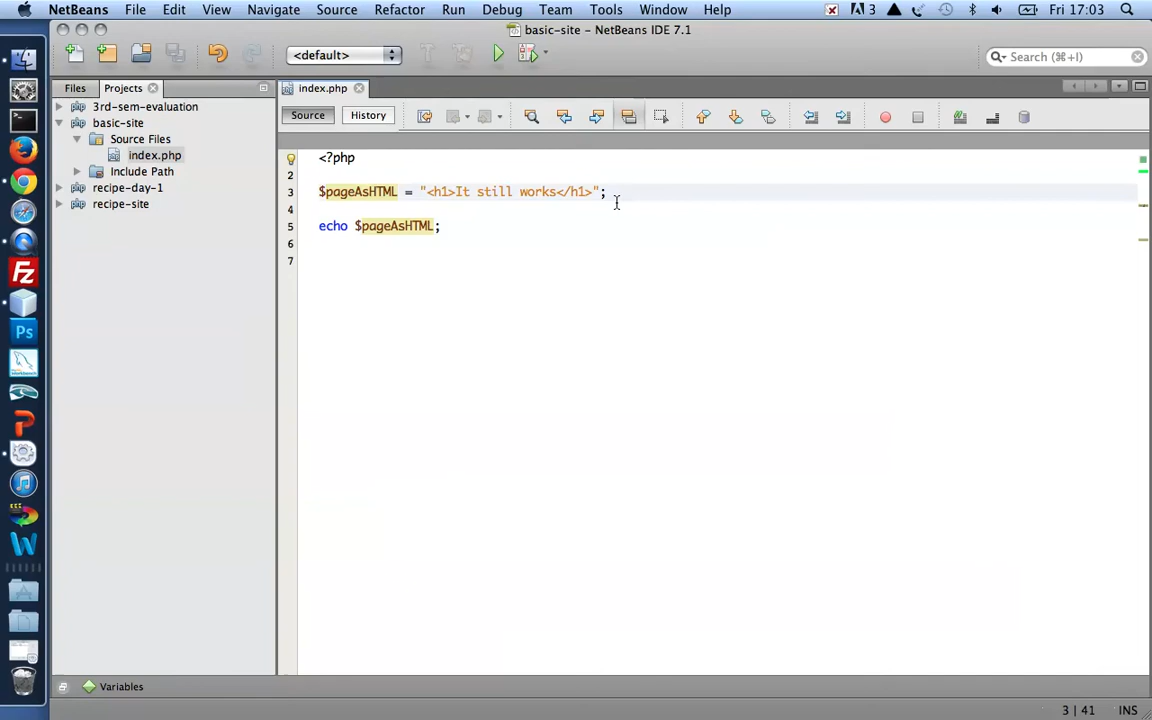 NetBeans File Edit View Navigate Source Refactor Run Debug Team Tools Window Help 3 Fri 17:03
basic-site - NetBeans IDE 7.1
<default> T Search (⌘+I)
Files Projects index.php
3rd-sem-evaluation
basic-site
Source Files
index.php
Include Path
recipe-day-1
recipe-site
Source History
<?php
2
3 $pageAsHTML = "<h1>It still works</h1>";
4
5 echo $pageAsHTML;
6
7
Fz
Ps
W
Variables
3 | 41 INS